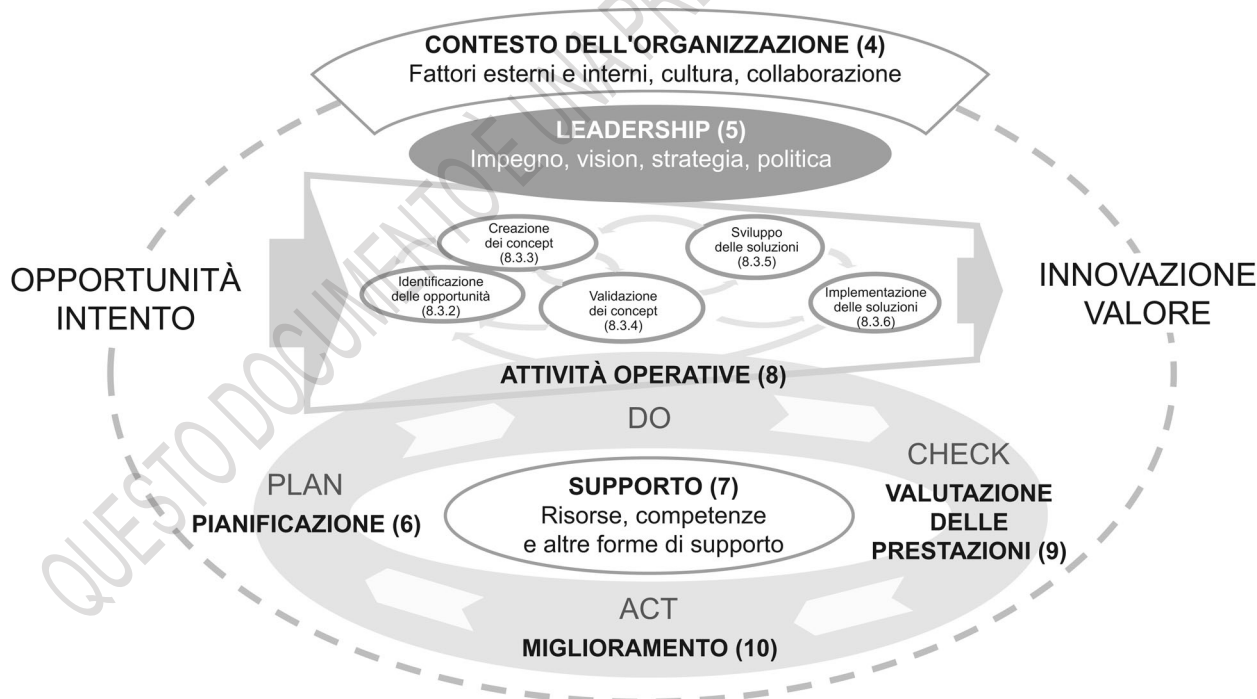 CONTESTO DELL'ORGANIZZAZIONE (4)
Fattori esterni e interni, cultura, collaborazione
LEADERSHIP (5)
Impegno, vision, strategia, politica
OPPORTUNITÀ
INTENTO
Creazione
dei concept
(8.3.3)
Sviluppo
delle soluzioni
(8.3.5)
Identificazione
delle opportunità
(8.3.2)
Validazione
dei concept
(8.3.4)
Implementazione
delle soluzioni
(8.3.6)
INNOVAZIONE
VALORE
ATTIVITÀ OPERATIVE (8)
DO
PLAN
PIANIFICAZIONE (6)
SUPPORTO (7)
Risorse, competenze
e altre forme di supporto
CHECK
VALUTAZIONE
DELLE
PRESTAZIONI (9)
ACT
MIGLIORAMENTO (10)
QUESTO DOCUMENTO È UNA